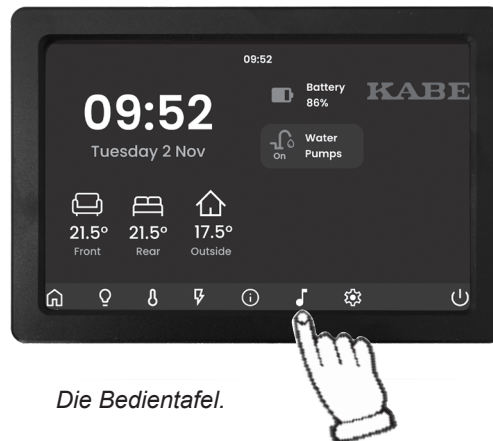 09:52
Battery
86%
KABE
09:52
Tuesday 2 Nov
Water
Pumps
On
21.5° 21.5° 17.5°
Front Rear Outside
Die Bedientafel.